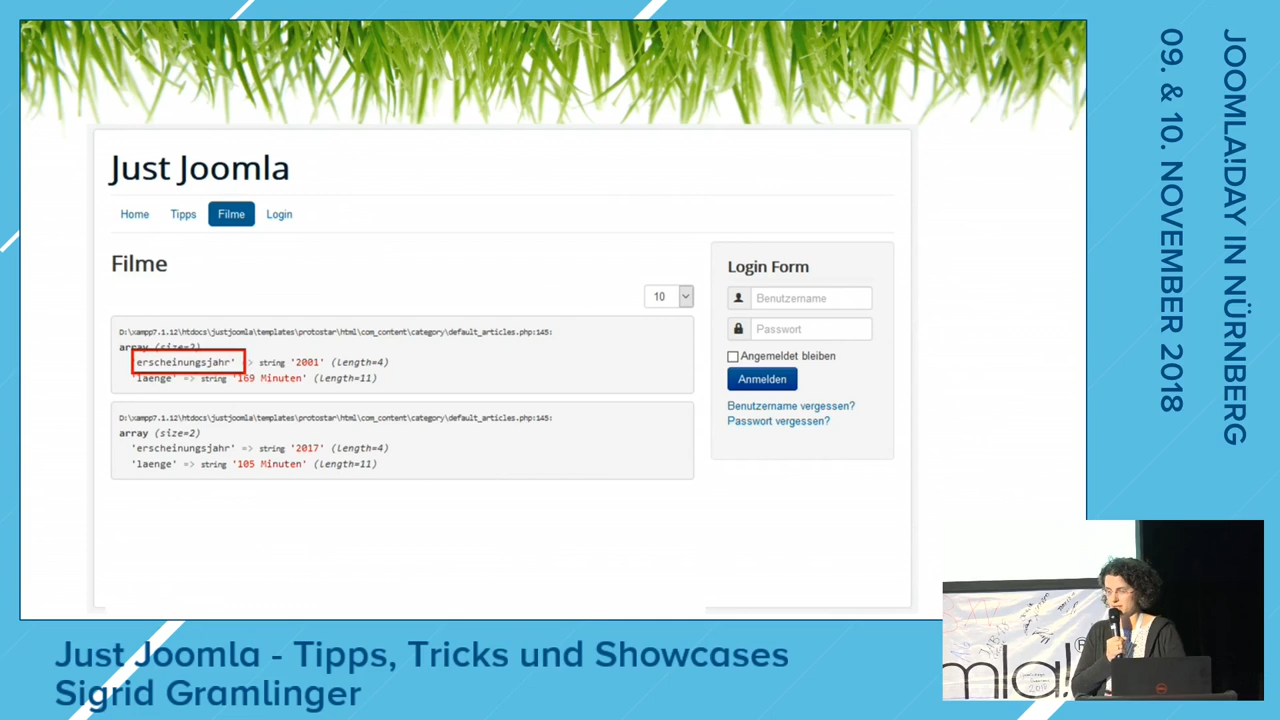 Just Joomla
Home Tipps Filme Login
Filme
10
D:\xampp7.1.12\htdocs\justjoomla\templates\protostar\html\com_content\category\default_articles.php:145:
array (size=2)
'erscheinungsjahr' => string '2001' (length=4)
'laenge' => string '169 Minuten' (length=11)
D:\xampp7.1.12\htdocs\justjoomla\templates\protostar\html\com_content\category\default_articles.php:145:
array (size=2)
'erscheinungsjahr' => string '2017' (length=4)
'laenge' => string '105 Minuten' (length=11)
Login Form
Benutzername
Passwort
Angemeldet bleiben
Anmelden
Benutzername vergessen?
Passwort vergessen?
JOOMLA!DAY IN NÜRNBERG
09. & 10. NOVEMBER 2018
mla!®
Just Joomla - Tipps, Tricks und Showcases
Sigrid Gramlinger